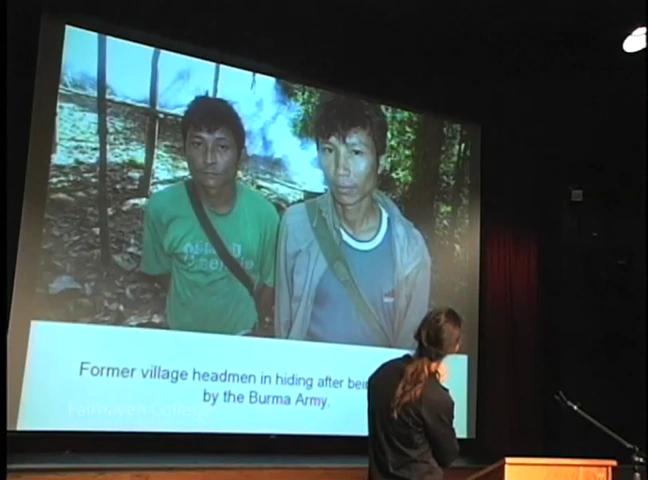 Former village headmen in hiding after
by the Burma Army.
Fairhaven College